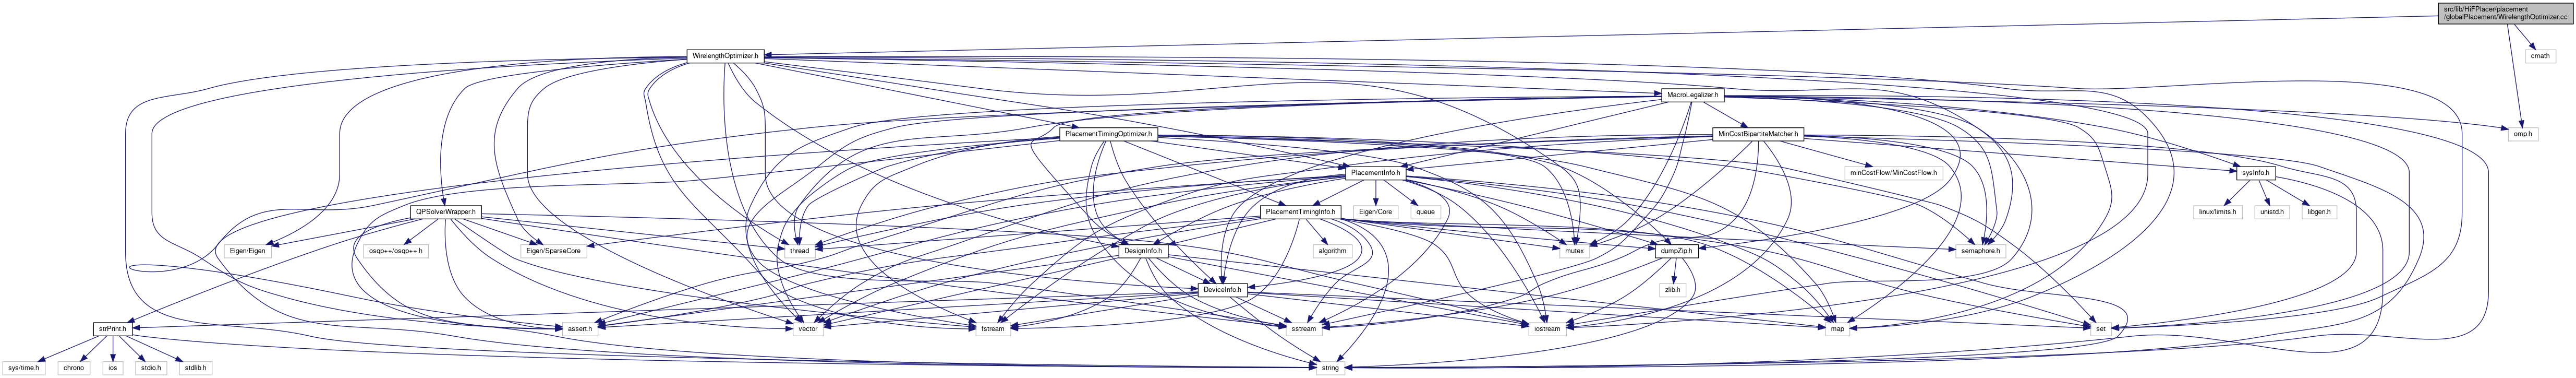 src/lib/HiFPlacer/placement
/globalPlacement/WirelengthOptimizer.cc
WirelengthOptimizer.h
cmath
MacroLegalizer.h
PlacementTimingOptimizer.h
MinCostBipartiteMatcher.h
omp.h
PlacementInfo.h
minCostFlow/MinCostFlow.h
sysInfo.h
QPSolverWrapper.h
PlacementTimingInfo.h
Eigen/Core
queue
linux/limits.h
unistd.h
libgen.h
Eigen/Eigen
osqp++/osqp++.h
Eigen/SparseCore
thread
DesignInfo.h
algorithm
mutex
dumpZip.h
semaphore.h
DeviceInfo.h
zlib.h
strPrint.h
assert.h
vector
fstream
sstream
iostream
map
set
sys/time.h
chrono
ios
stdio.h
stdlib.h
string